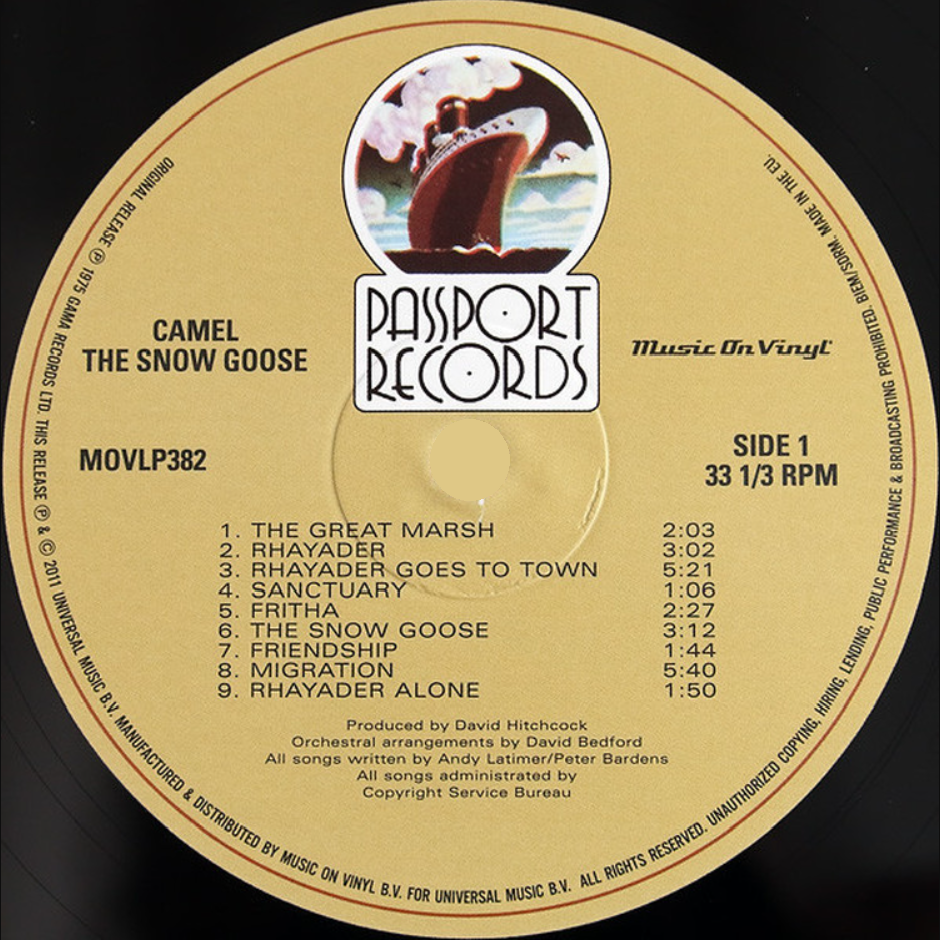 PASSPORT
RECORDS
CAMEL
THE SNOW GOOSE
Music On Vinyl
MOVLP382
SIDE 1
33 1/3 RPM
1. THE GREAT MARSH 2:03
2. RHAYADER 3:02
3. RHAYADER GOES TO TOWN 5:21
4. SANCTUARY 1:06
5. FRITHA 2:27
6. THE SNOW GOOSE 3:12
7. FRIENDSHIP 1:44
8. MIGRATION 5:40
9. RHAYADER ALONE 1:50
Produced by David Hitchcock
Orchestral arrangements by David Bedford
All songs written by Andy Latimer/Peter Bardens
All songs administrated by
Copyright Service Bureau
ORIGINAL RELEASE ℗ 1975 GAMA RECORDS LTD. THIS RELEASE ℗ & © 2011 UNIVERSAL MUSIC B.V. MANUFACTURED & DISTRIBUTED BY MUSIC ON VINYL B.V. FOR UNIVERSAL MUSIC B.V. ALL RIGHTS RESERVED. UNAUTHORIZED COPYING, HIRING, LENDING, PUBLIC PERFORMANCE & BROADCASTING PROHIBITED. BIEM/SDRM. MADE IN THE EU.